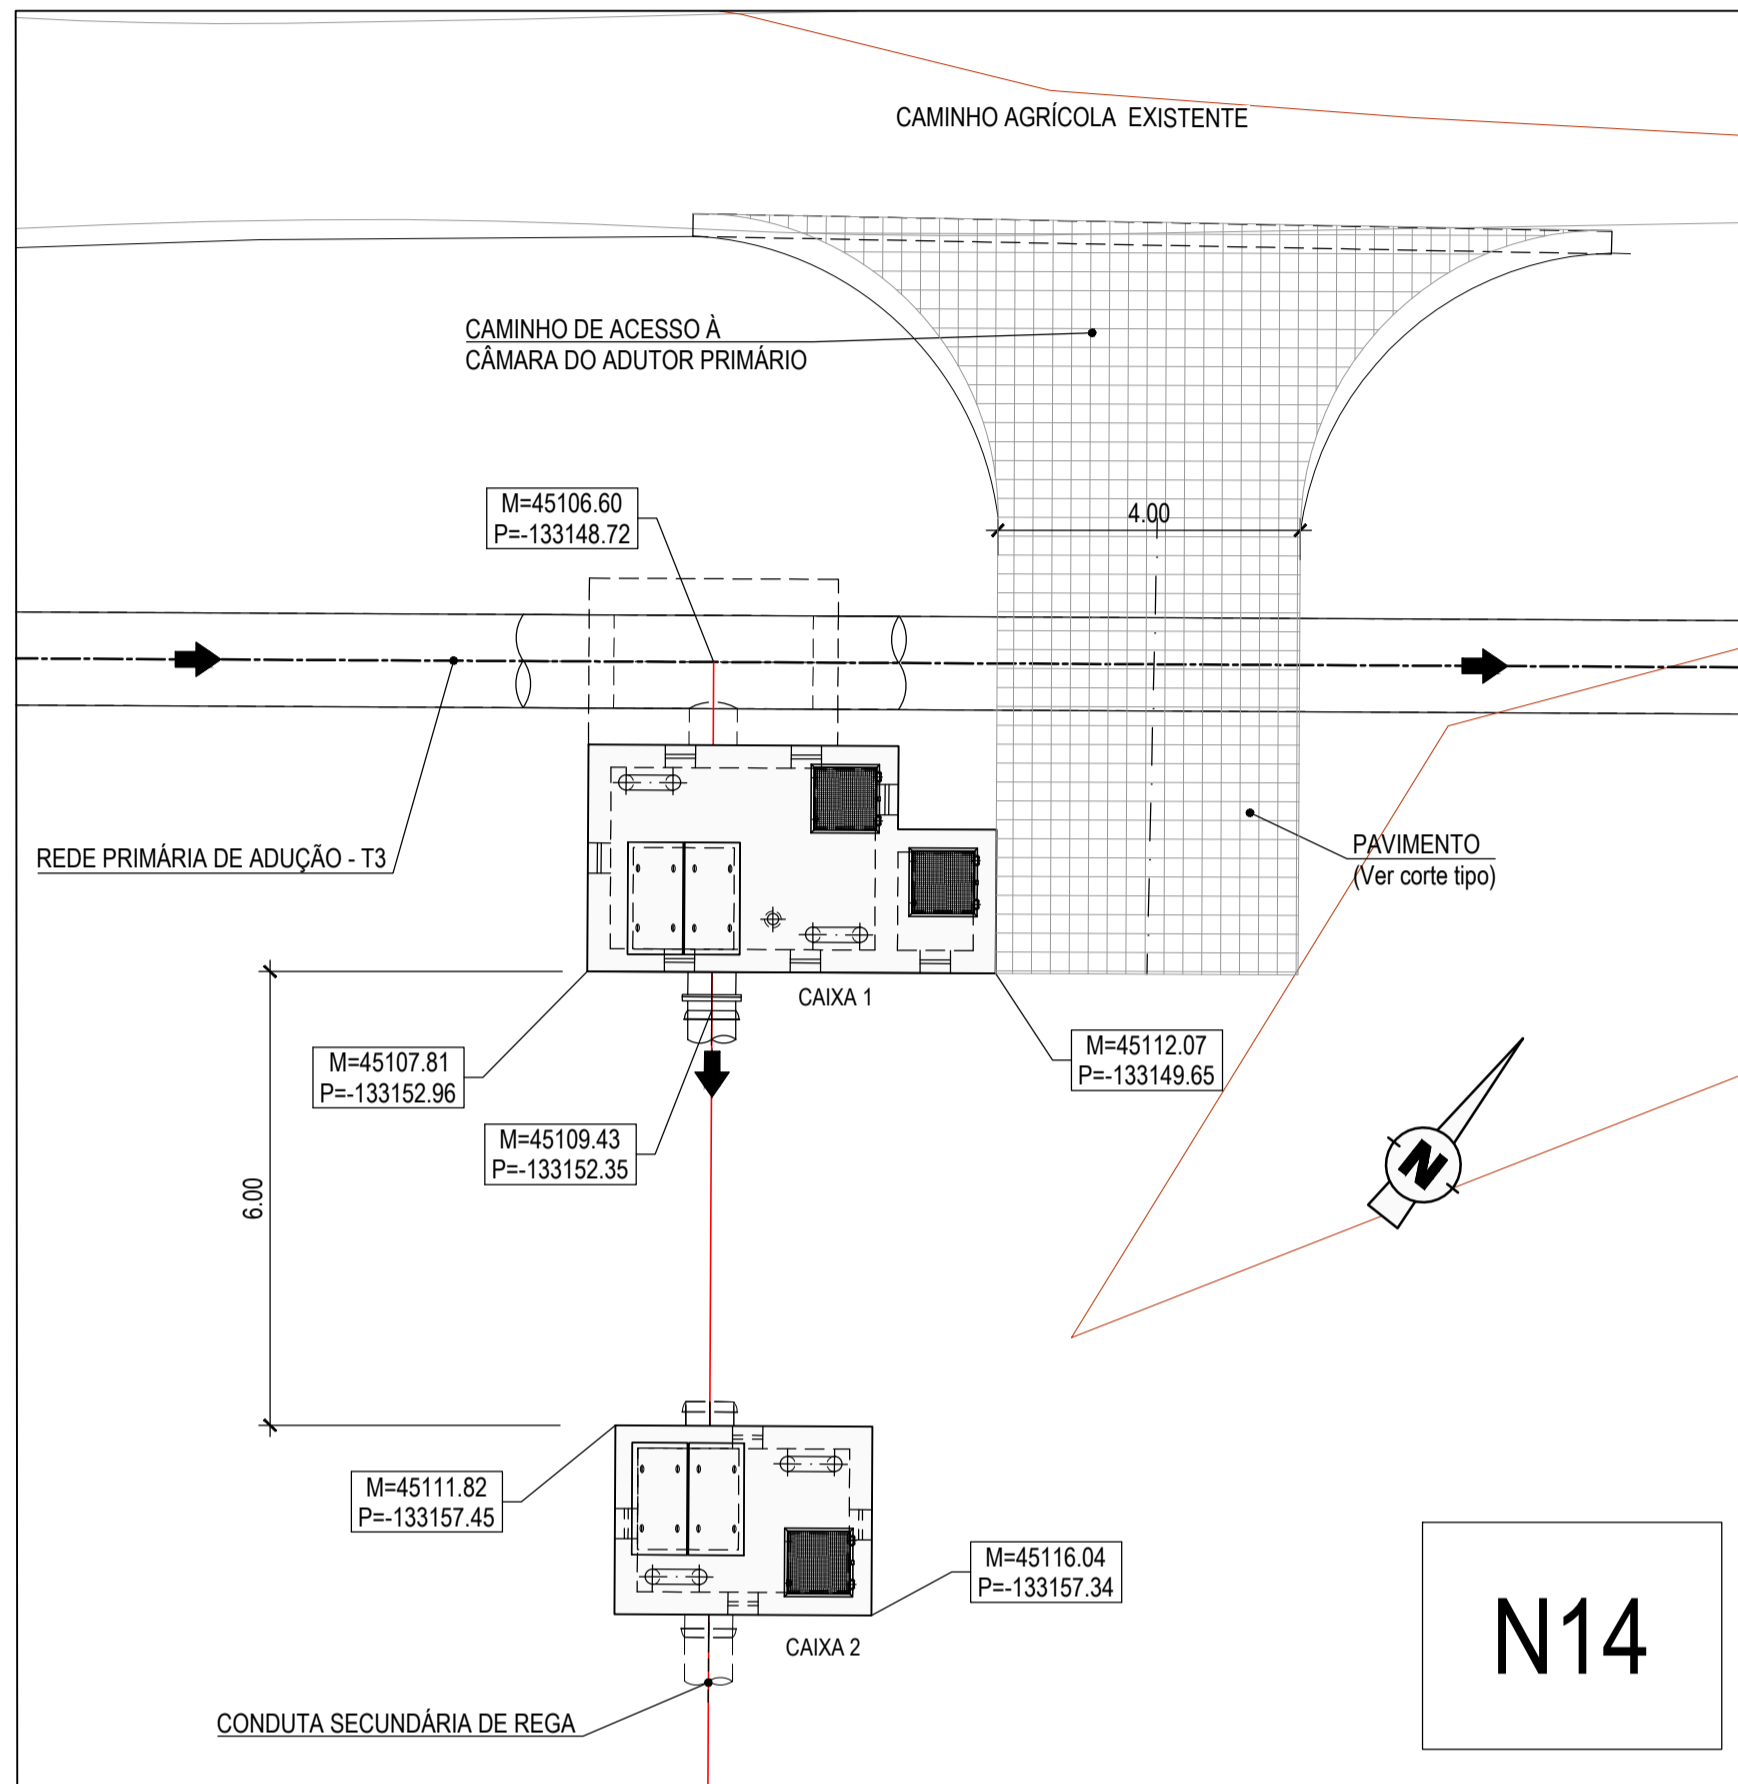 CAMINHO AGRÍCOLA EXISTENTE
CAMINHO DE ACESSO À
CÂMARA DO ADUTOR PRIMÁRIO
M=45106.60
P=-133148.72
4.00
REDE PRIMÁRIA DE ADUÇÃO - T3
PAVIMENTO
(Ver corte tipo)
CAIXA 1
M=45107.81
P=-133152.96
M=45112.07
P=-133149.65
M=45109.43
P=-133152.35
6.00
N
M=45111.82
P=-133157.45
M=45116.04
P=-133157.34
CAIXA 2
CONDUTA SECUNDÁRIA DE REGA
N14